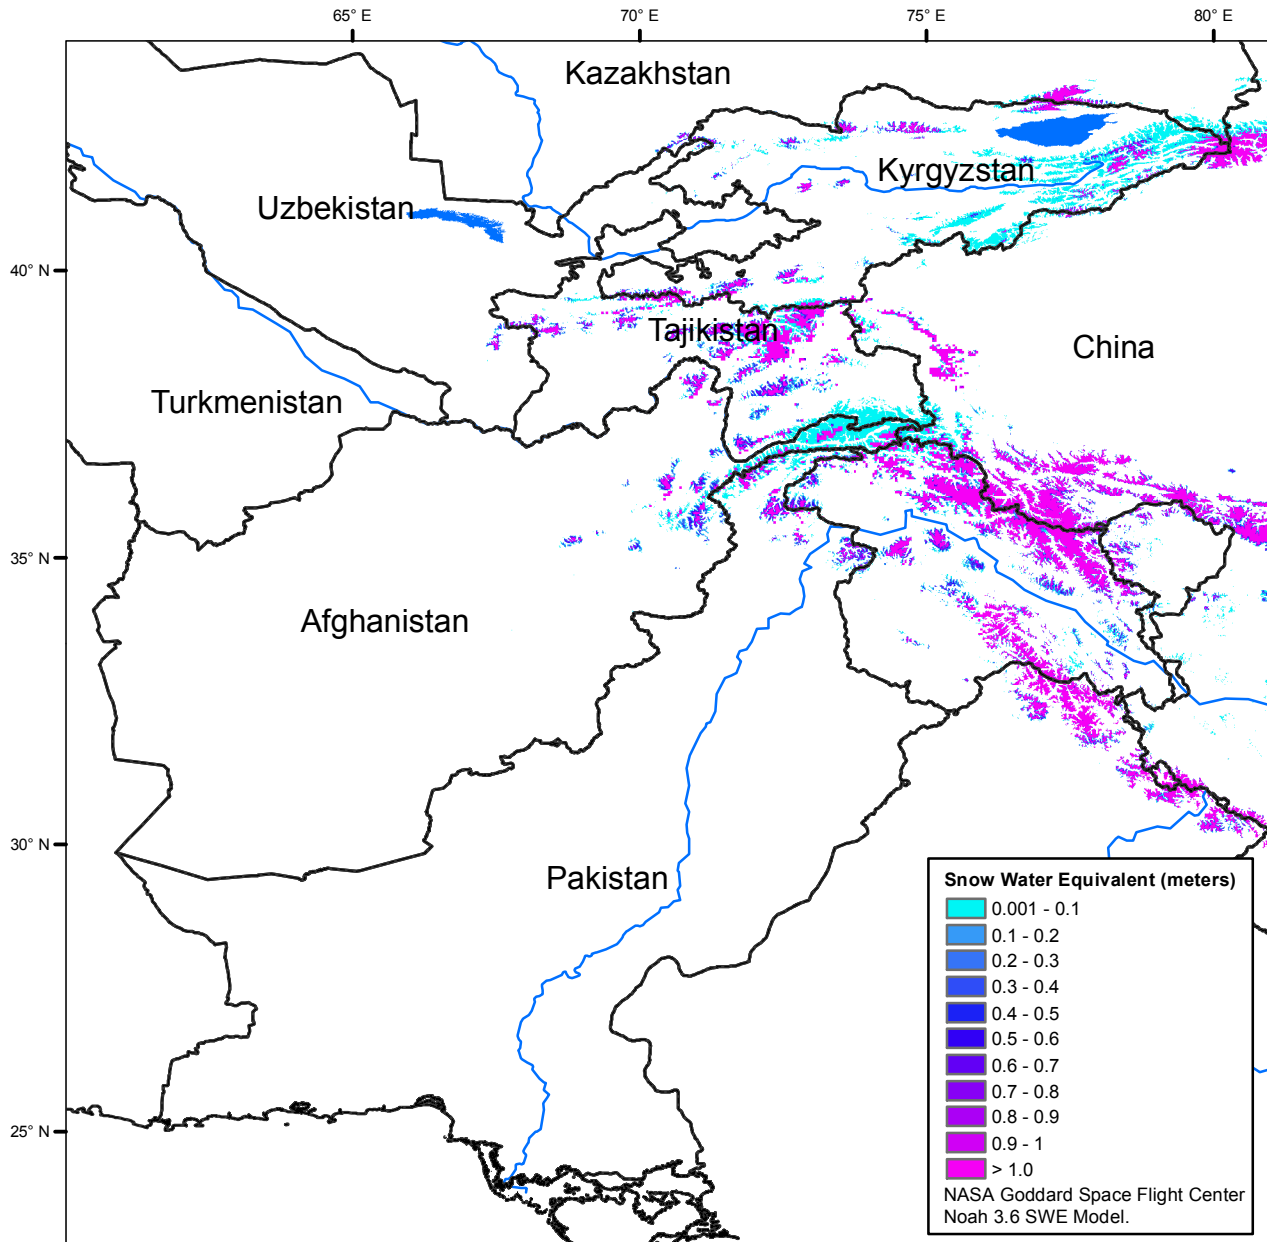 65° E
70° E
75° E
80° E
Kazakhstan
Kyrgyzstan
Uzbekistan
40° N
Tajikistan
China
Turkmenistan
35° N
Afghanistan
30° N
Pakistan
25° N
Snow Water Equivalent (meters)
0.001 - 0.1
0.1 - 0.2
0.2 - 0.3
0.3 - 0.4
0.4 - 0.5
0.5 - 0.6
0.6 - 0.7
0.7 - 0.8
0.8 - 0.9
0.9 - 1
> 1.0
NASA Goddard Space Flight Center
Noah 3.6 SWE Model.